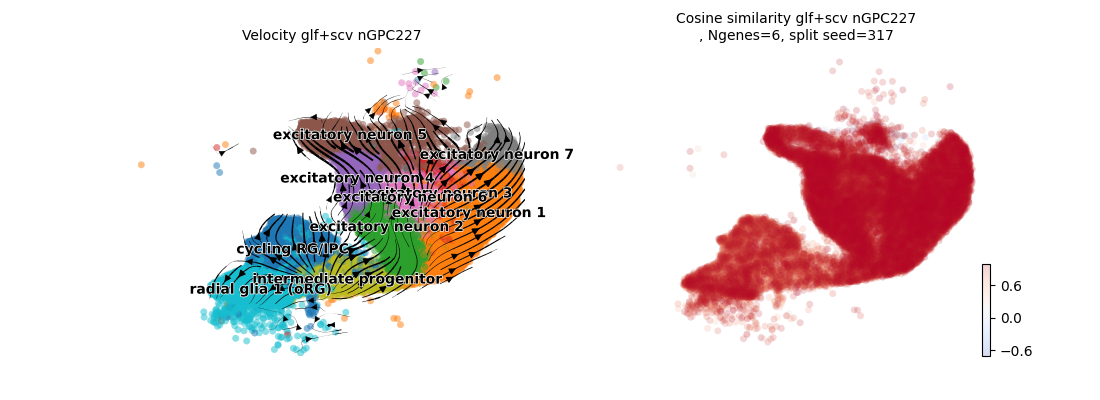 Velocity glf+scv nGPC227
Cosine similarity glf+scv nGPC227
, Ngenes=6, split seed=317
excitatory neuron 5
excitatory neuron 7
excitatory neuron 4
excitatory neuron 3
excitatory neuron 6
excitatory neuron 1
excitatory neuron 2
cycling RG/IPC
intermediate progenitor
radial glia 1 (oRG)
0.6
0.0
−0.6